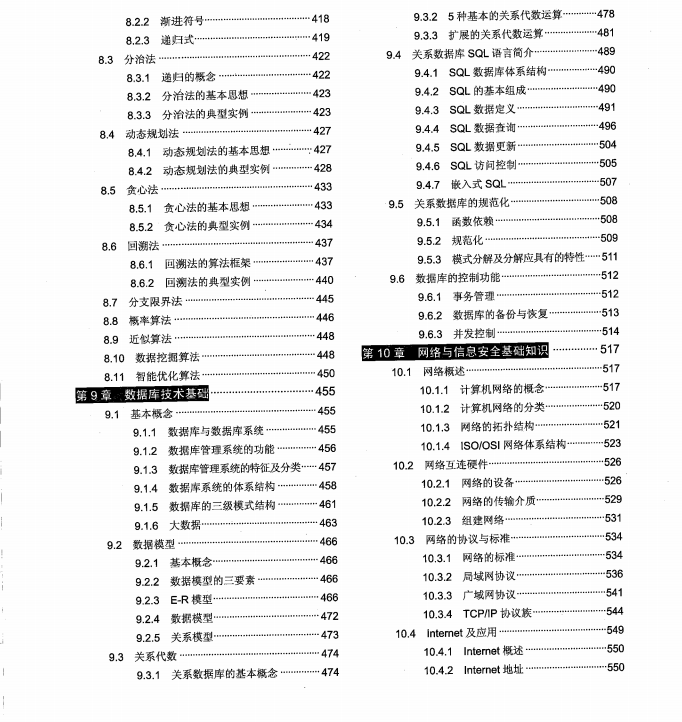 8.2.2 渐进符号……418
8.2.3 递归式……419
8.3 分治法……422
8.3.1 递归的概念……422
8.3.2 分治法的基本思想……423
8.3.3 分治法的典型实例……423
8.4 动态规划法……427
8.4.1 动态规划法的基本思想……427
8.4.2 动态规划法的典型实例……428
8.5 贪心法……433
8.5.1 贪心法的基本思想……433
8.5.2 贪心法的典型实例……434
8.6 回溯法……437
8.6.1 回溯法的算法框架……437
8.6.2 回溯法的典型实例……440
8.7 分支限界法……445
8.8 概率算法……446
8.9 近似算法……448
8.10 数据挖掘算法……448
8.11 智能优化算法……450
第9章 数据库技术基础……455
9.1 基本概念……455
9.1.1 数据库与数据库系统……455
9.1.2 数据库管理系统的功能……456
9.1.3 数据库管理系统的特征及分类……457
9.1.4 数据库系统的体系结构……458
9.1.5 数据库的三级模式结构……461
9.1.6 大数据……463
9.2 数据模型……466
9.2.1 基本概念……466
9.2.2 数据模型的三要素……466
9.2.3 E-R 模型……466
9.2.4 数据模型……472
9.2.5 关系模型……473
9.3 关系代数……474
9.3.1 关系数据库的基本概念……474
9.3.2 5 种基本的关系代数运算……478
9.3.3 扩展的关系代数运算……481
9.4 关系数据库 SQL 语言简介……489
9.4.1 SQL 数据库体系结构……490
9.4.2 SQL 的基本组成……490
9.4.3 SQL 数据定义……491
9.4.4 SQL 数据查询……496
9.4.5 SQL 数据更新……504
9.4.6 SQL 访问控制……505
9.4.7 嵌入式 SQL……507
9.5 关系数据库的规范化……508
9.5.1 函数依赖……508
9.5.2 规范化……509
9.5.3 模式分解及分解应具有的特性……511
9.6 数据库的控制功能……512
9.6.1 事务管理……512
9.6.2 数据库的备份与恢复……513
9.6.3 并发控制……514
第10章 网络与信息安全基础知识……517
10.1 网络概述……517
10.1.1 计算机网络的概念……517
10.1.2 计算机网络的分类……520
10.1.3 网络的拓扑结构……521
10.1.4 ISO/OSI 网络体系结构……523
10.2 网络互连硬件……526
10.2.1 网络的设备……526
10.2.2 网络的传输介质……529
10.2.3 组建网络……531
10.3 网络的协议与标准……534
10.3.1 网络的标准……534
10.3.2 局域网协议……536
10.3.3 广域网协议……541
10.3.4 TCP/IP 协议族……544
10.4 Internet 及应用……549
10.4.1 Internet 概述……550
10.4.2 Internet 地址……550